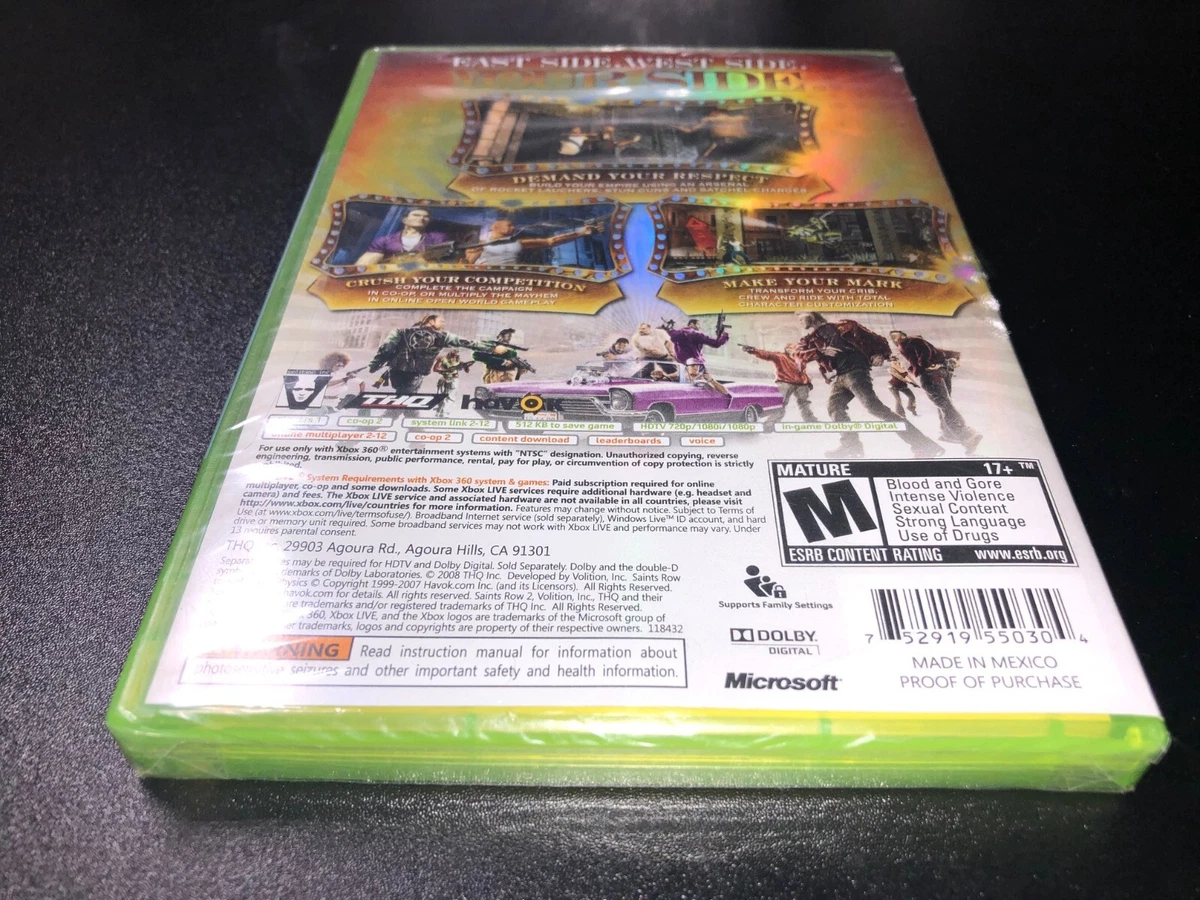 EAST SIDE. WEST SIDE.
YOUR SIDE
DEMAND YOUR RESPECT
BUILD YOUR EMPIRE USING AN ARSENAL
OF ROCKET LAUCHERS, STUN GUNS AND SATCHEL CHARGES
CRUSH YOUR COMPETITION
COMPLETE THE CAMPAIGN
IN CO-OP, OR MULTIPLY THE MAYHEM
IN ONLINE OPEN WORLD GAMEPLAY
MAKE YOUR MARK
TRANSFORM YOUR CRIB,
CREW AND RIDE WITH TOTAL
CHARACTER CUSTOMIZATION
THQ havok
1 co-op 2 system link 2-12 512 KB to save game HDTV 720p/1080i/1080p in-game Dolby® Digital
online multiplayer 2-12 co-op 2 content download leaderboards voice
For use only with Xbox 360® entertainment systems with "NTSC" designation. Unauthorized copying, reverse
engineering, transmission, public performance, rental, pay for play, or circumvention of copy protection is strictly
System Requirements with Xbox 360 system & games: Paid subscription required for online
multiplayer, co-op and some downloads. Some Xbox LIVE services require additional hardware (e.g. headset and
camera) and fees. The Xbox LIVE service and associated hardware are not available in all countries, please visit
http://www.xbox.com/live/countries for more information. Features may change without notice. Subject to Terms of
Use (at www.xbox.com/live/termsofuse/). Broadband Internet service (sold separately), Windows Live™ ID account, and hard
drive or memory unit required. Some broadband services may not work with Xbox LIVE and performance may vary. Under
13 requires parental consent.
THQ 29903 Agoura Rd., Agoura Hills, CA 91301
may be required for HDTV and Dolby Digital. Sold Separately. Dolby and the double-D
of Dolby Laboratories. © 2008 THQ Inc. Developed by Volition, Inc. Saints Row
© Copyright 1999-2007 Havok.com Inc. (and its Licensors). All Rights Reserved.
havok.com for details. All rights reserved. Saints Row 2, Volition, Inc., THQ and their
are trademarks and/or registered trademarks of THQ Inc. All Rights Reserved.
360, Xbox LIVE, and the Xbox logos are trademarks of the Microsoft group of
trademarks, logos and copyrights are property of their respective owners. 118432
WARNING Read instruction manual for information about
photosensitive seizures and other important safety and health information.
MATURE 17+ ™
M
Blood and Gore
Intense Violence
Sexual Content
Strong Language
Use of Drugs
ESRB CONTENT RATING www.esrb.org
Supports Family Settings
DOLBY
DIGITAL
Microsoft®
7 52919 55030 4
MADE IN MEXICO
PROOF OF PURCHASE